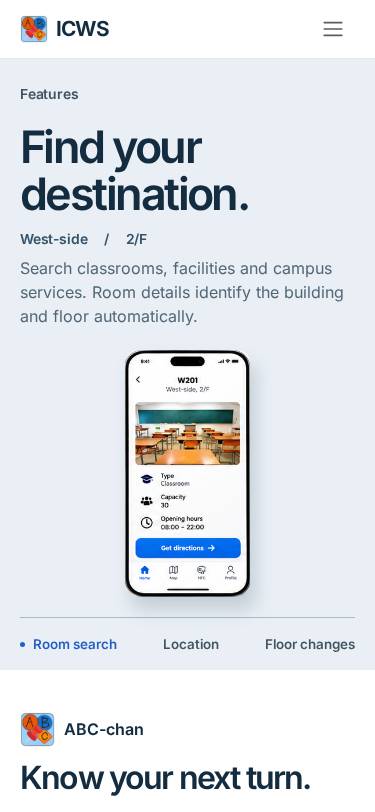 ICWS
Features
Find your
destination.
West-side / 2/F
Search classrooms, facilities and campus
services. Room details identify the building
and floor automatically.
9:41
W201
West-side, 2/F
Type
Classroom
Capacity
30
Opening hours
08:00 – 22:00
Get directions →
Home Map NFC Profile
Room search Location Floor changes
ABC-chan
Know your next turn.